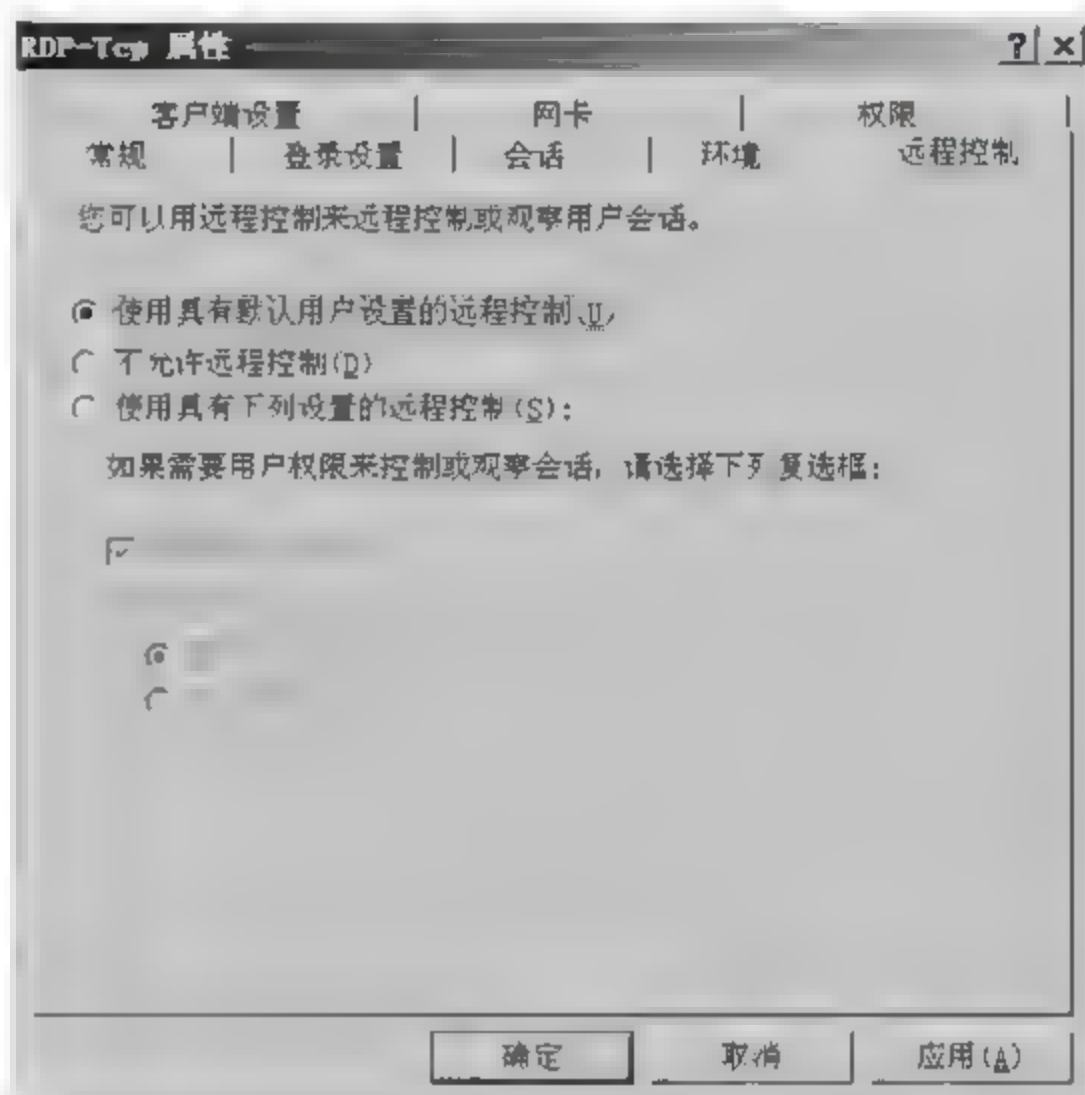 RDP-Tcp 属性
客户端设置 网卡 权限
常规 登录设置 会话 环境 远程控制
您可以用远程控制来远程控制或观察用户会话。
使用具有默认用户设置的远程控制(U)
不允许远程控制(D)
使用具有下列设置的远程控制(S):
如果需要用户权限来控制或观察会话,请选择下列复选框:
确定 取消 应用(A)